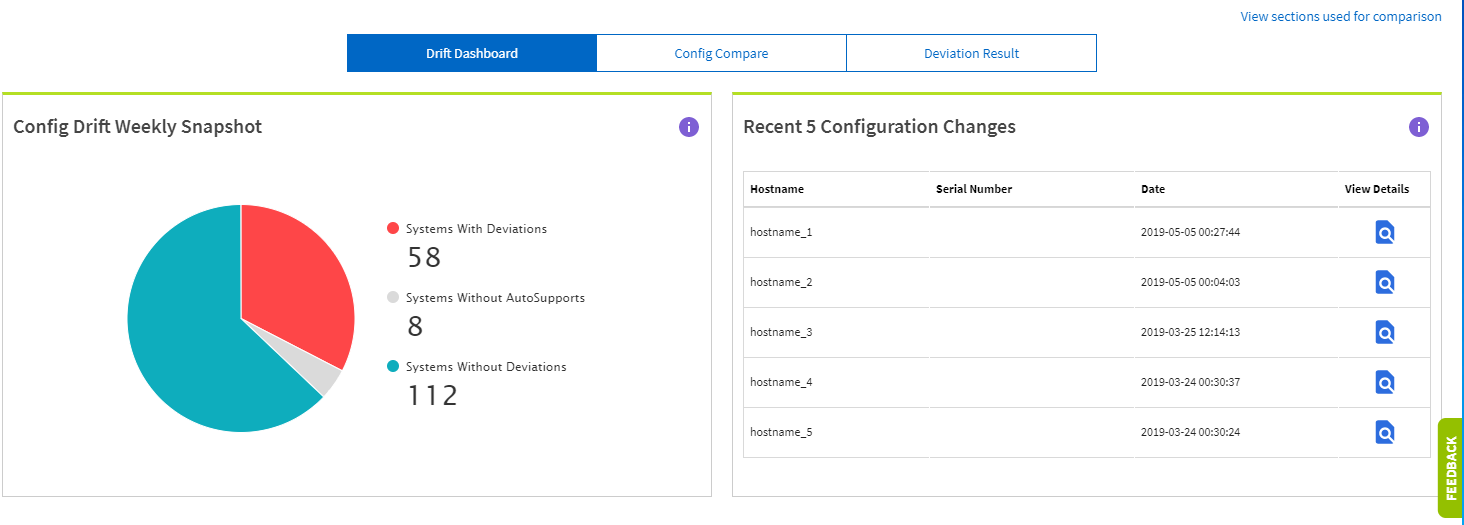 View sections used for comparison
Drift Dashboard Config Compare Deviation Result
Config Drift Weekly Snapshot
Systems With Deviations
58
Systems Without AutoSupports
8
Systems Without Deviations
112
Recent 5 Configuration Changes
Hostname Serial Number Date View Details
hostname_1 2019-05-05 00:27:44
hostname_2 2019-05-05 00:04:03
hostname_3 2019-03-25 12:14:13
hostname_4 2019-03-24 00:30:37
hostname_5 2019-03-24 00:30:24
FEEDBACK